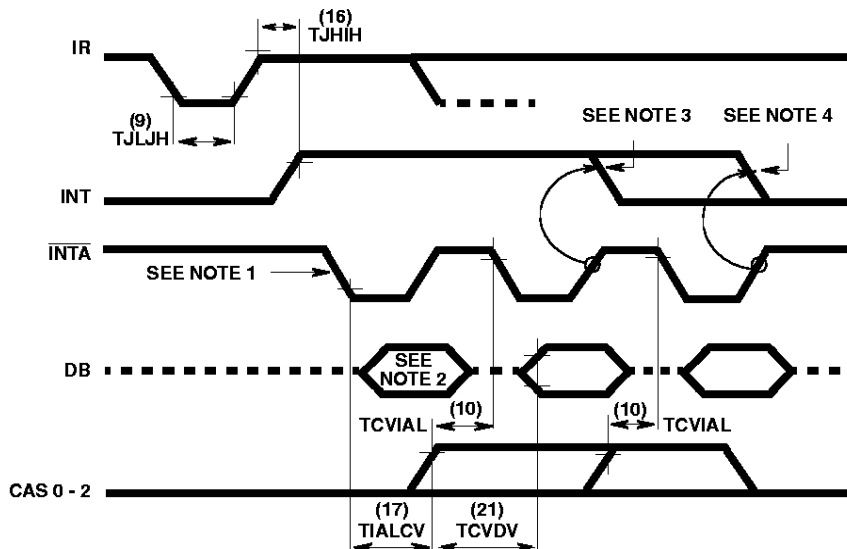 (16)
TJHIH
IR
(9)
TJLJH
SEE NOTE 3
SEE NOTE 4
INT
INTA
SEE NOTE 1
DB
SEE
NOTE 2
TCVIAL
(10)
(10)
TCVIAL
CAS 0 - 2
(17)
TIALCV
(21)
TCVDV